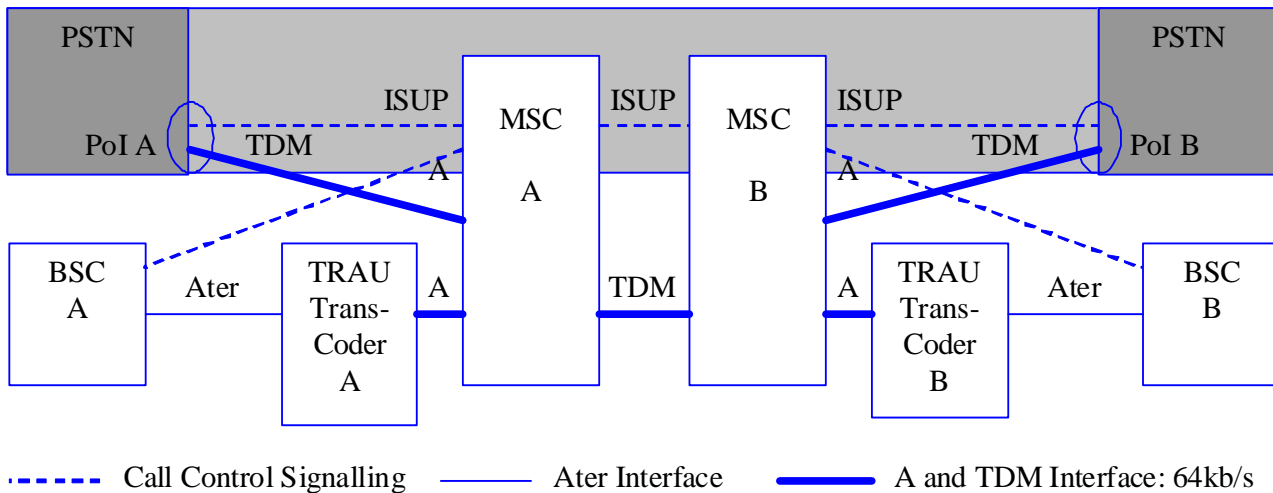 PSTN
PSTN
ISUP
ISUP
ISUP
MSC
A
MSC
B
PoI A
TDM
TDM
PoI B
A
A
BSC
A
Ater
TRAU
Trans-
Coder
A
A
TDM
A
TRAU
Trans-
Coder
B
Ater
BSC
B
Call Control Signalling
Ater Interface
A and TDM Interface: 64kb/s